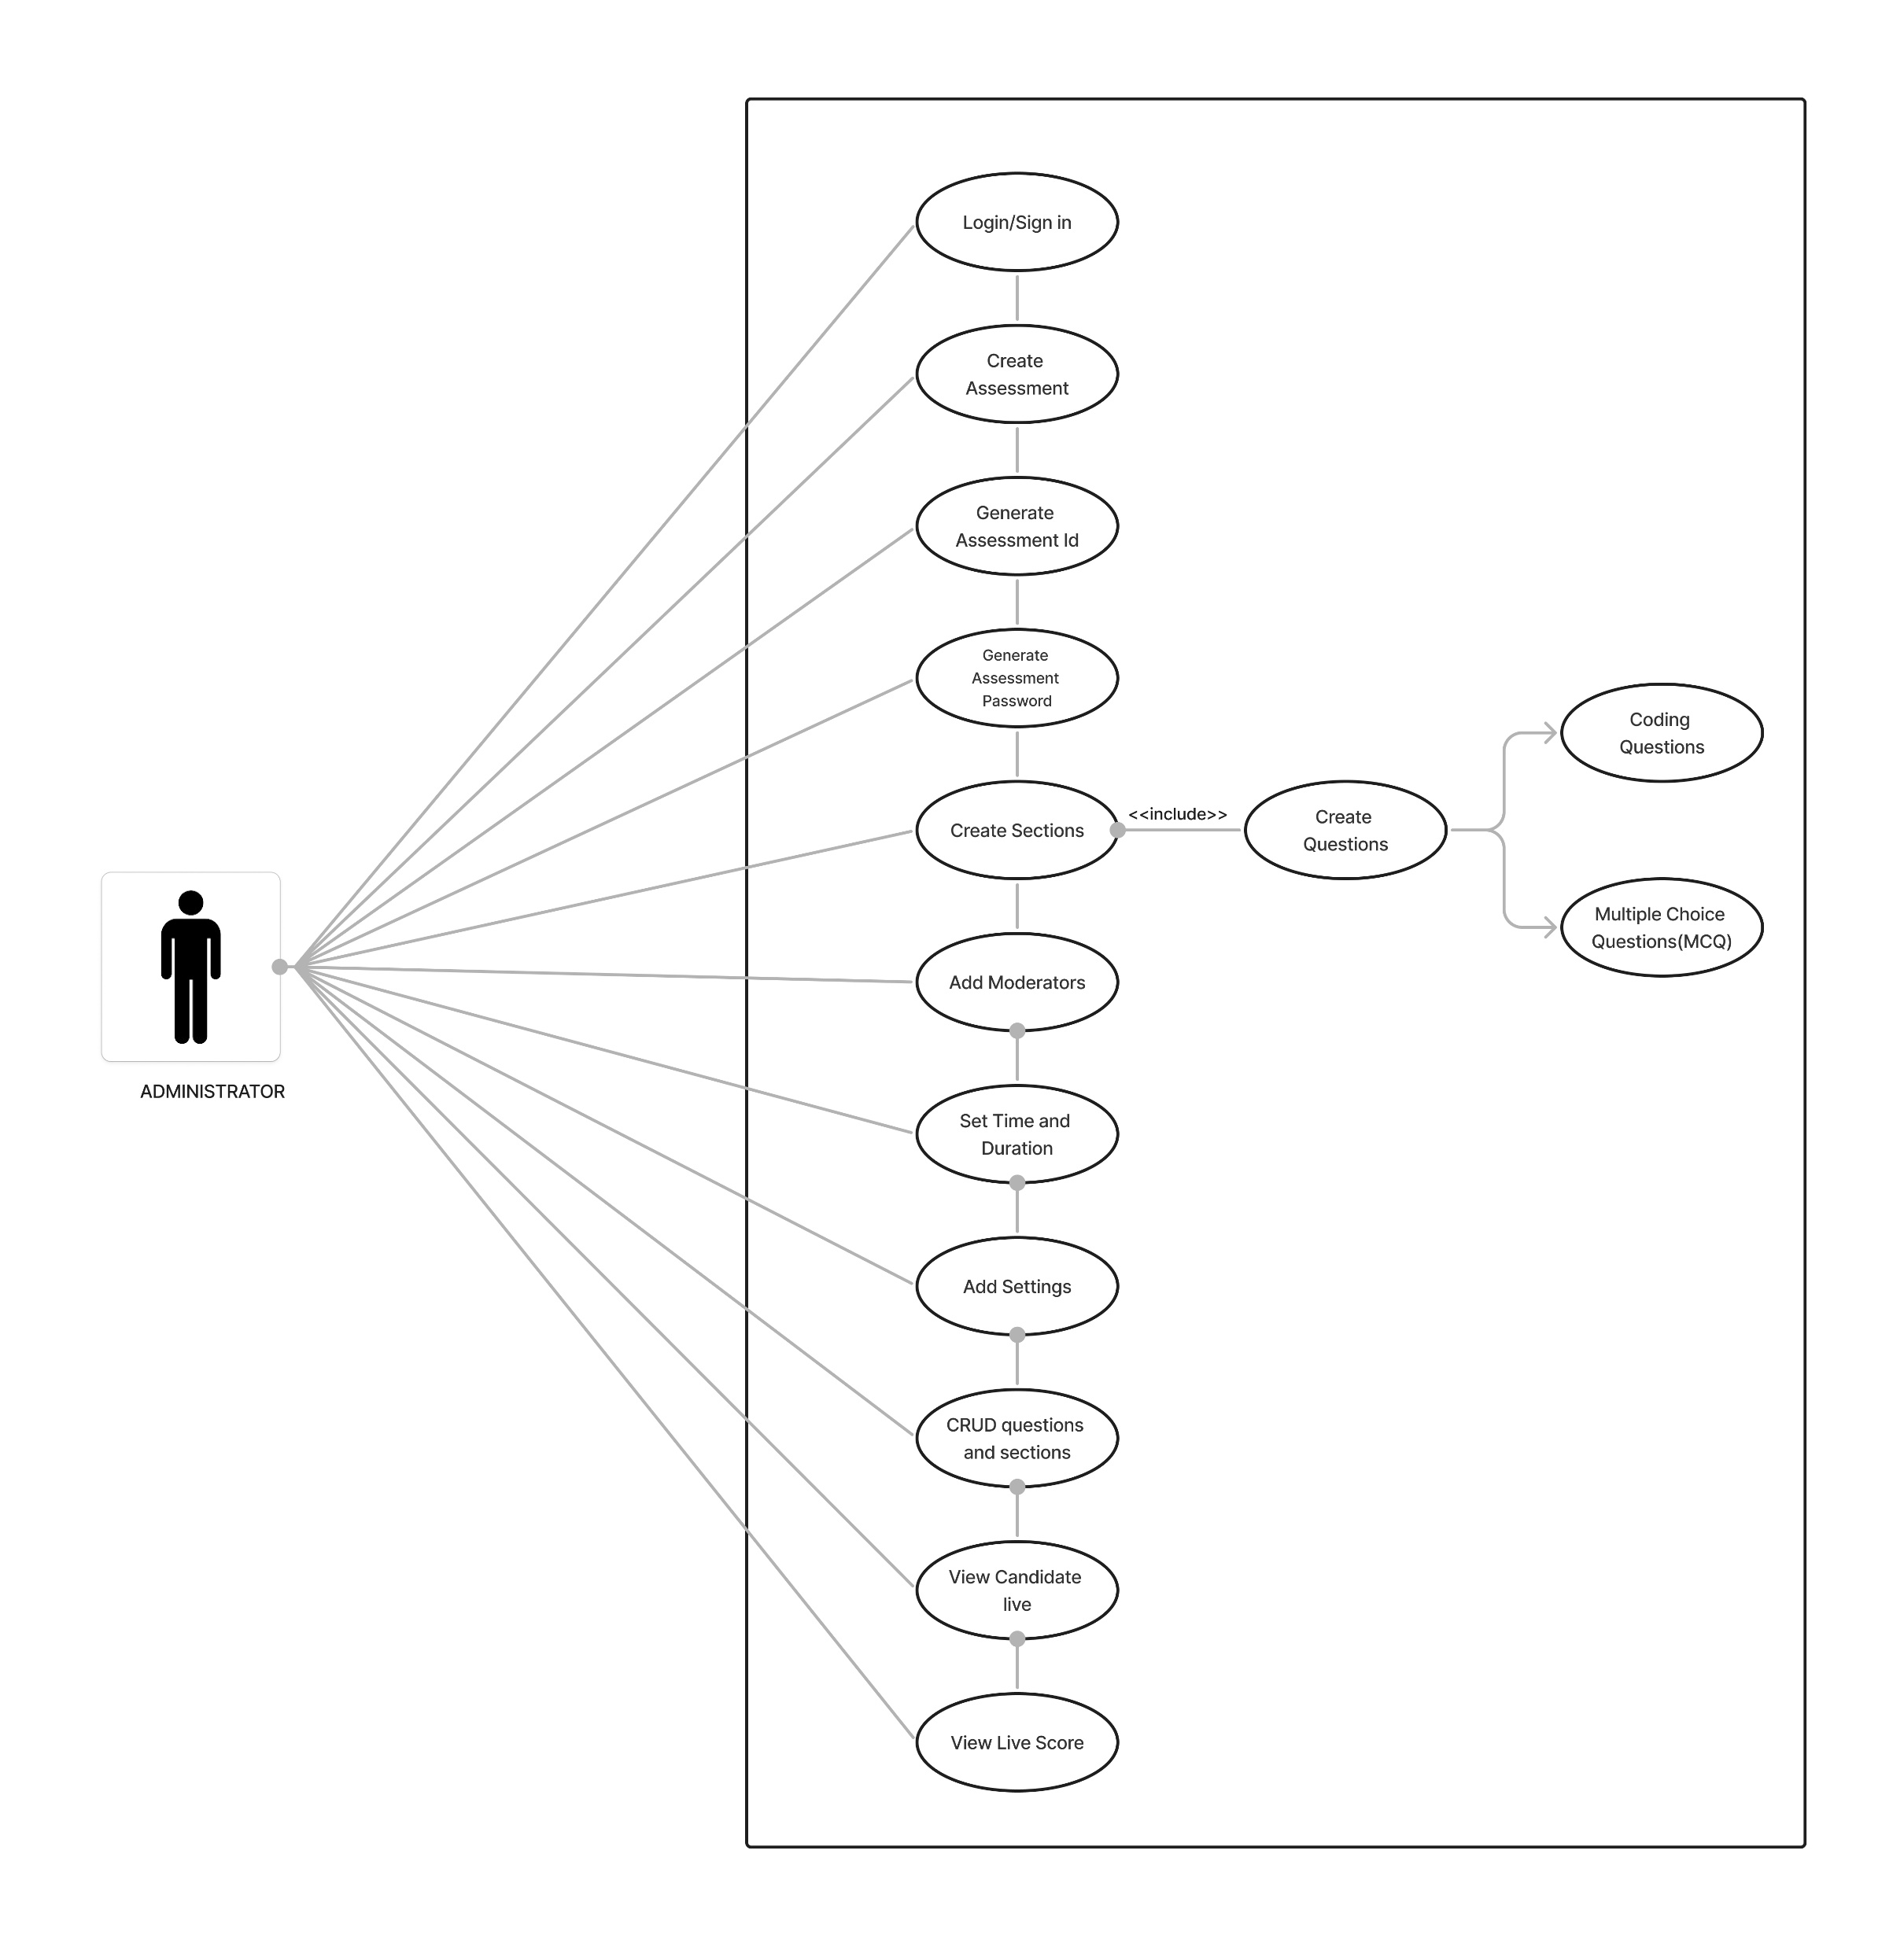 Login/Sign in
Create
Assessment
Generate
Assessment Id
Generate
Assessment
Password
Create Sections
<<include>>
Create
Questions
Coding
Questions
Multiple Choice
Questions(MCQ)
Add Moderators
ADMINISTRATOR
Set Time and
Duration
Add Settings
CRUD questions
and sections
View Candidate
live
View Live Score